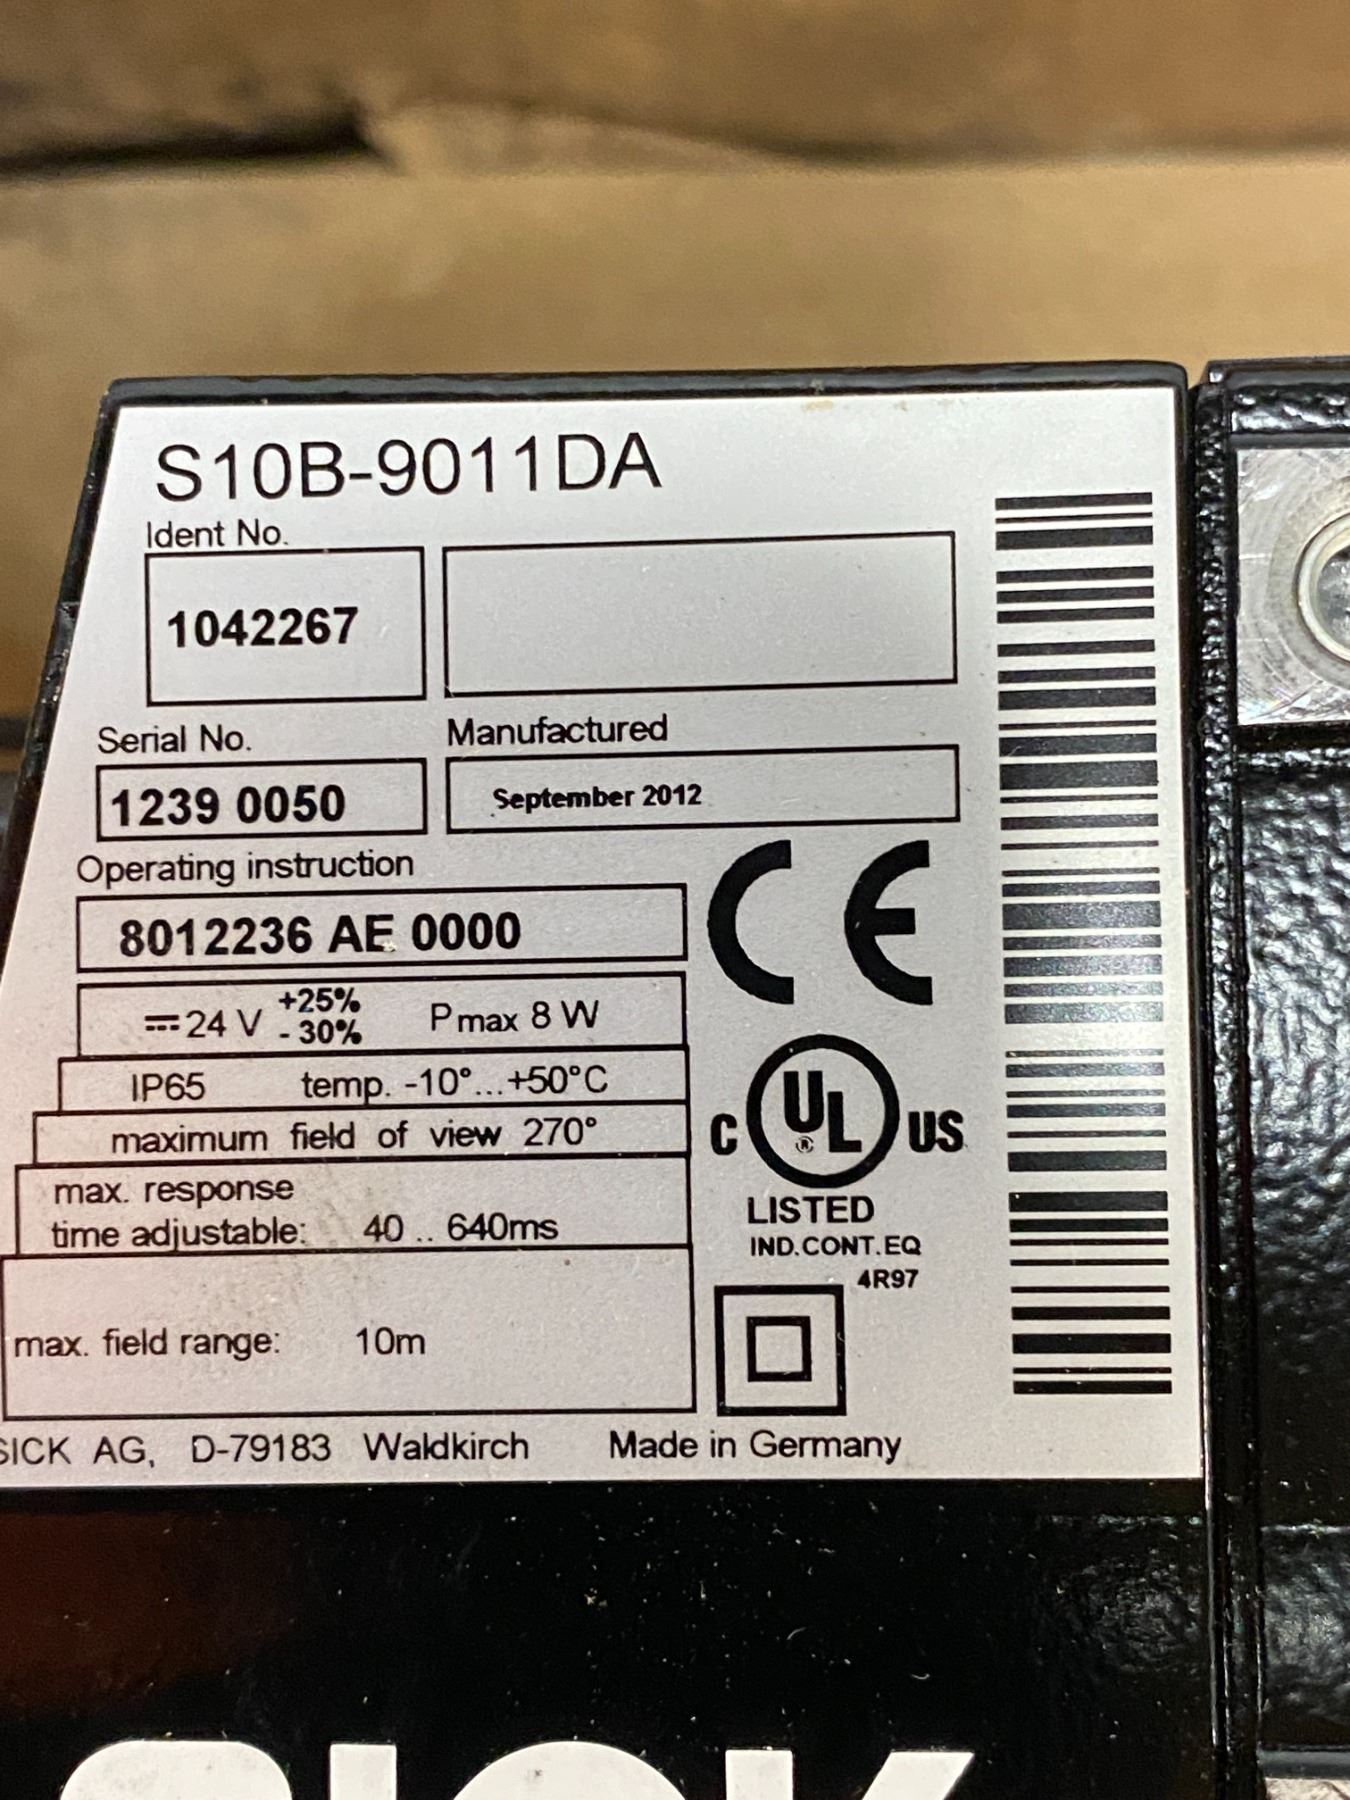 S10B-9011DA
Ident No.
1042267
Serial No. Manufactured
1239 0050 September 2012
Operating instruction
8012236 AE 0000
CE
24 V +25% - 30% Pmax 8 W
IP65 temp. -10°...+50°C
maximum field of view 270°
C UL ® US
max. response
time adjustable: 40 .. 640ms
LISTED
IND.CONT.EQ
4R97
max. field range: 10m
SICK AG, D-79183 Waldkirch Made in Germany
SICK